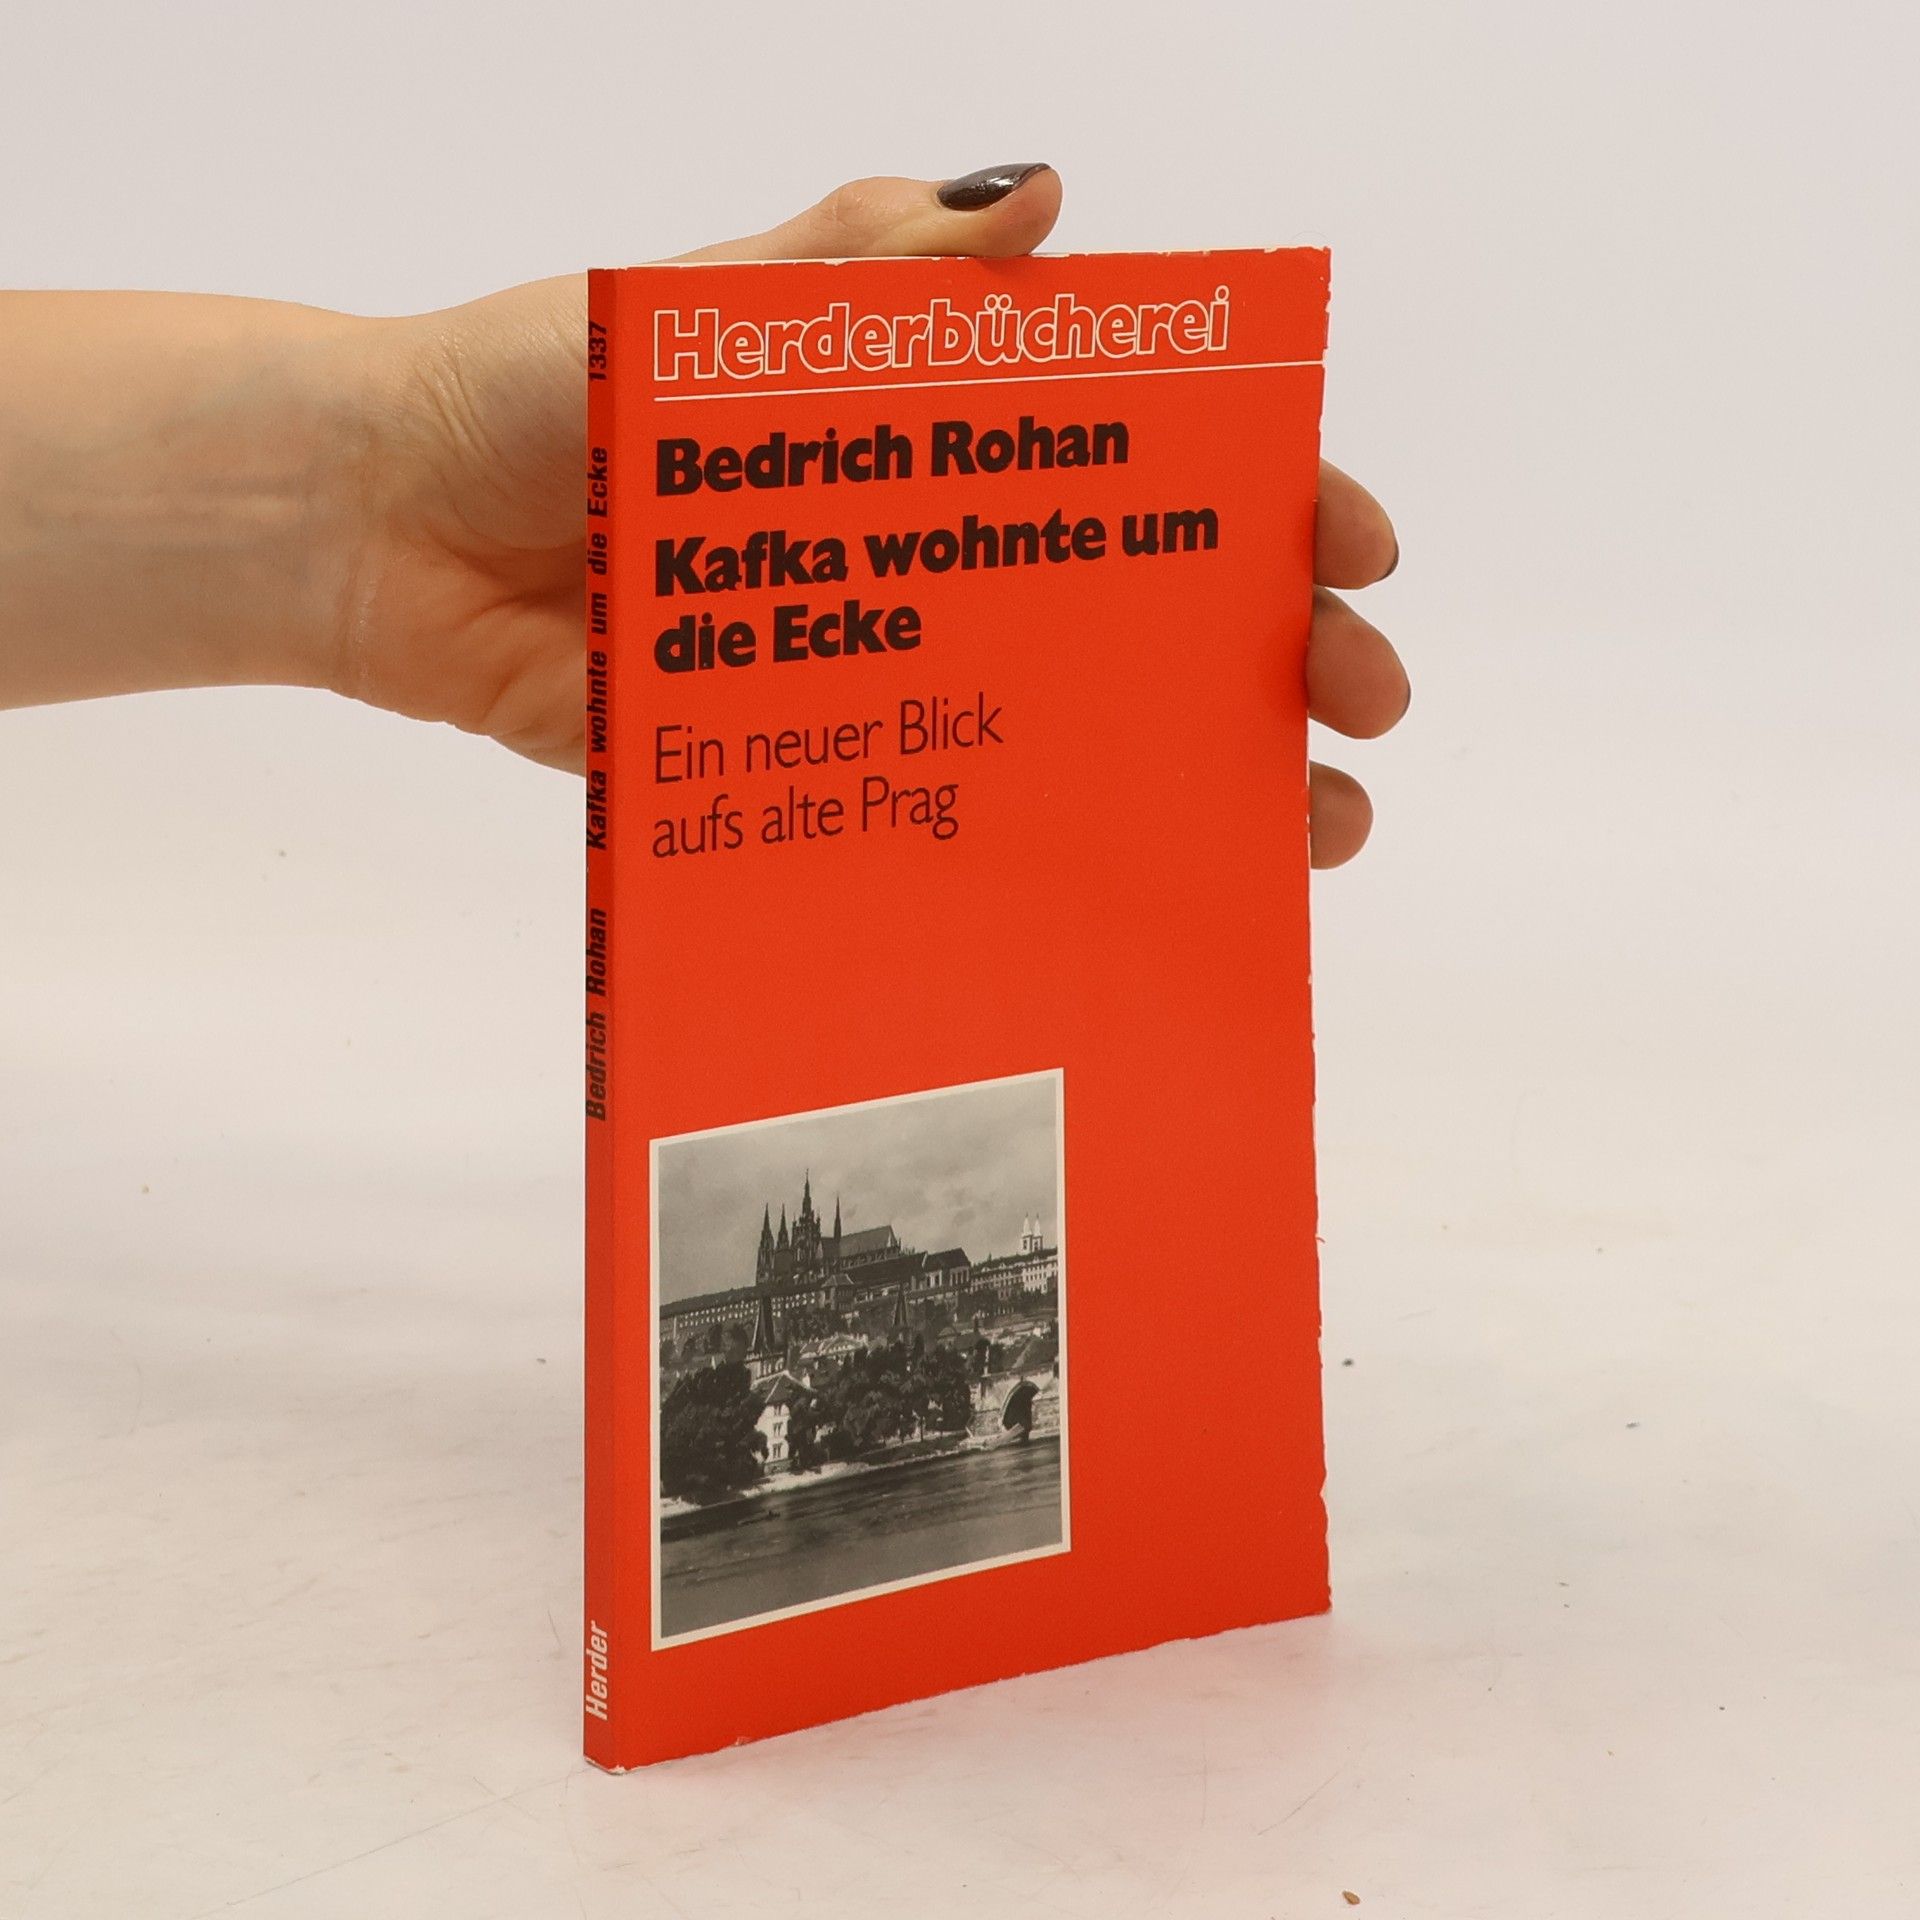 Herderbücherei
Bedrich Rohan
Kafka wohnte um
die Ecke
Ein neuer Blick
aufs alte Prag
Herder Bedrich Rohan Kafka wohnte um die Ecke 1337